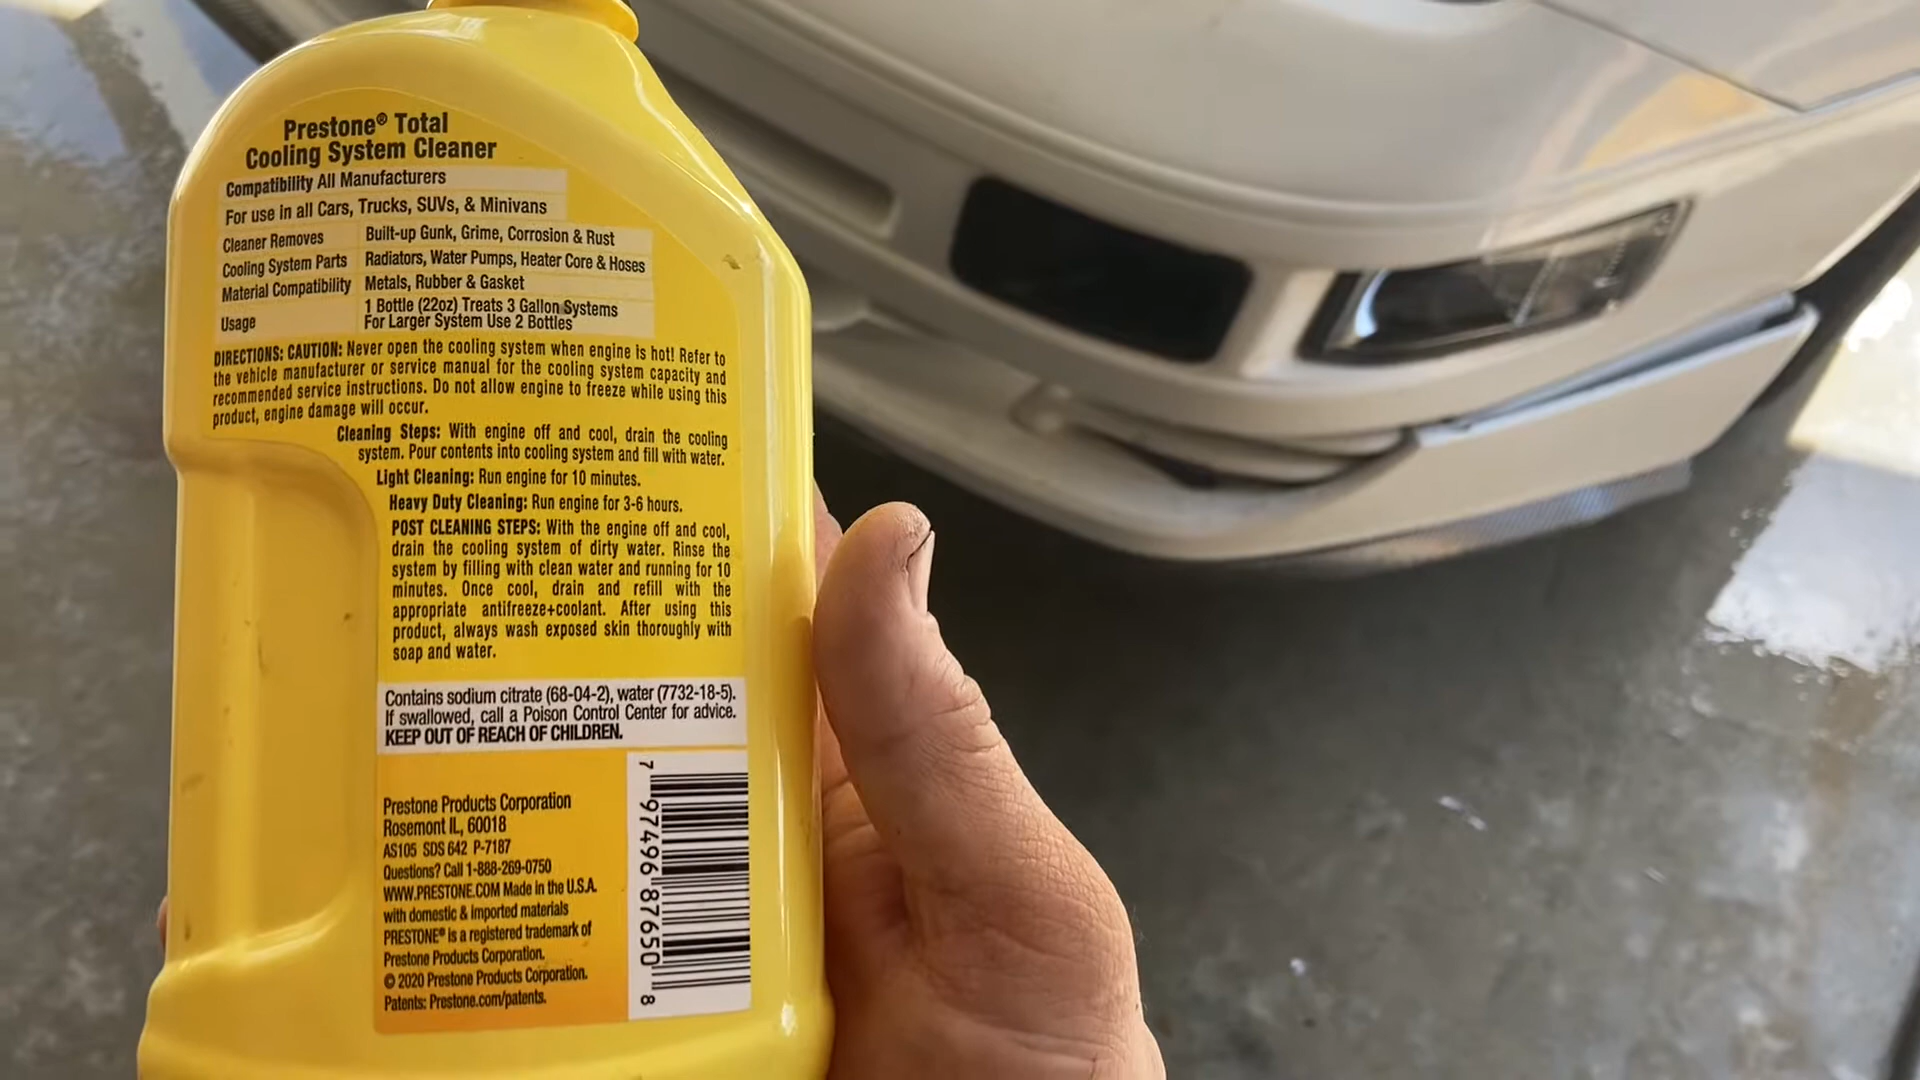 Prestone® Total
Cooling System Cleaner
Compatibility All Manufacturers
For use in all Cars, Trucks, SUVs, & Minivans
Cleaner Removes Built-up Gunk, Grime, Corrosion & Rust
Cooling System Parts Radiators, Water Pumps, Heater Core & Hoses
Material Compatibility Metals, Rubber & Gasket
Usage 1 Bottle (22oz) Treats 3 Gallon Systems
For Larger System Use 2 Bottles
DIRECTIONS: CAUTION: Never open the cooling system when engine is hot! Refer to
the vehicle manufacturer or service manual for the cooling system capacity and
recommended service instructions. Do not allow engine to freeze while using this
product, engine damage will occur.
Cleaning Steps: With engine off and cool, drain the cooling
system. Pour contents into cooling system and fill with water.
Light Cleaning: Run engine for 10 minutes.
Heavy Duty Cleaning: Run engine for 3-6 hours.
POST CLEANING STEPS: With the engine off and cool,
drain the cooling system of dirty water. Rinse the
system by filling with clean water and running for 10
minutes. Once cool, drain and refill with the
appropriate antifreeze+coolant. After using this
product, always wash exposed skin thoroughly with
soap and water.
Contains sodium citrate (68-04-2), water (7732-18-5).
If swallowed, call a Poison Control Center for advice.
KEEP OUT OF REACH OF CHILDREN.
Prestone Products Corporation
Rosemont IL, 60018
AS105 SDS 642 P-7187
Questions? Call 1-888-269-0750
WWW.PRESTONE.COM Made in the U.S.A.
with domestic & imported materials
PRESTONE® is a registered trademark of
Prestone Products Corporation.
© 2020 Prestone Products Corporation.
Patents: Prestone.com/patents.
7 97496 87650 8